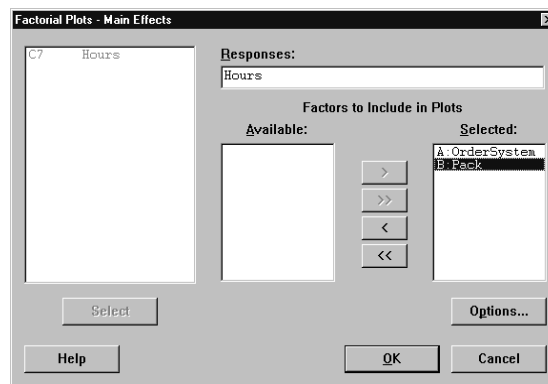 Factorial Plots - Main Effects
C7 Hours
Responses:
Hours
Factors to Include in Plots
Available:
Selected:
A:OrderSystem
B:Pack
>
>>
<
<<
Select
Options...
Help
OK
Cancel